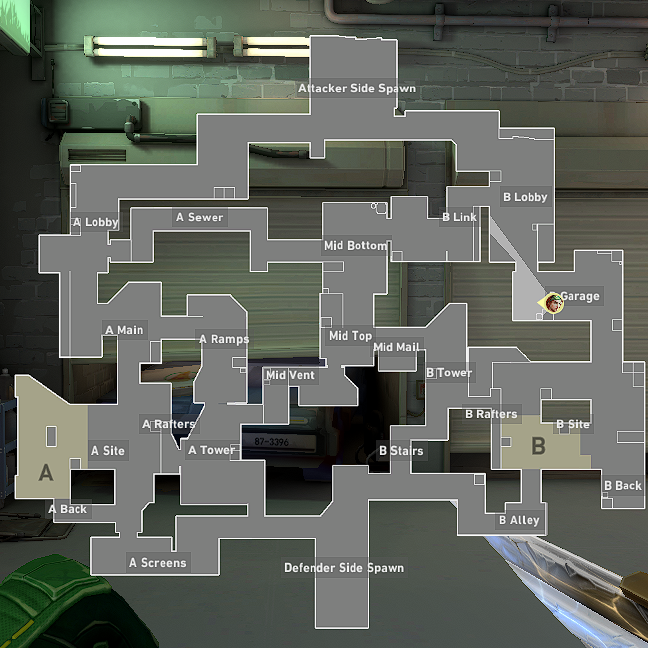 Attacker Side Spawn
B Lobby
A Lobby
A Sewer
B Link
Mid Bottom
Garage
A Main
A Ramps
Mid Top
Mid Mail
Mid Vent
B Tower
B Rafters
A Rafters
B Site
A Site
A Tower
87-3396
B Stairs
B
A
B Back
A Back
B Alley
A Screens
Defender Side Spawn